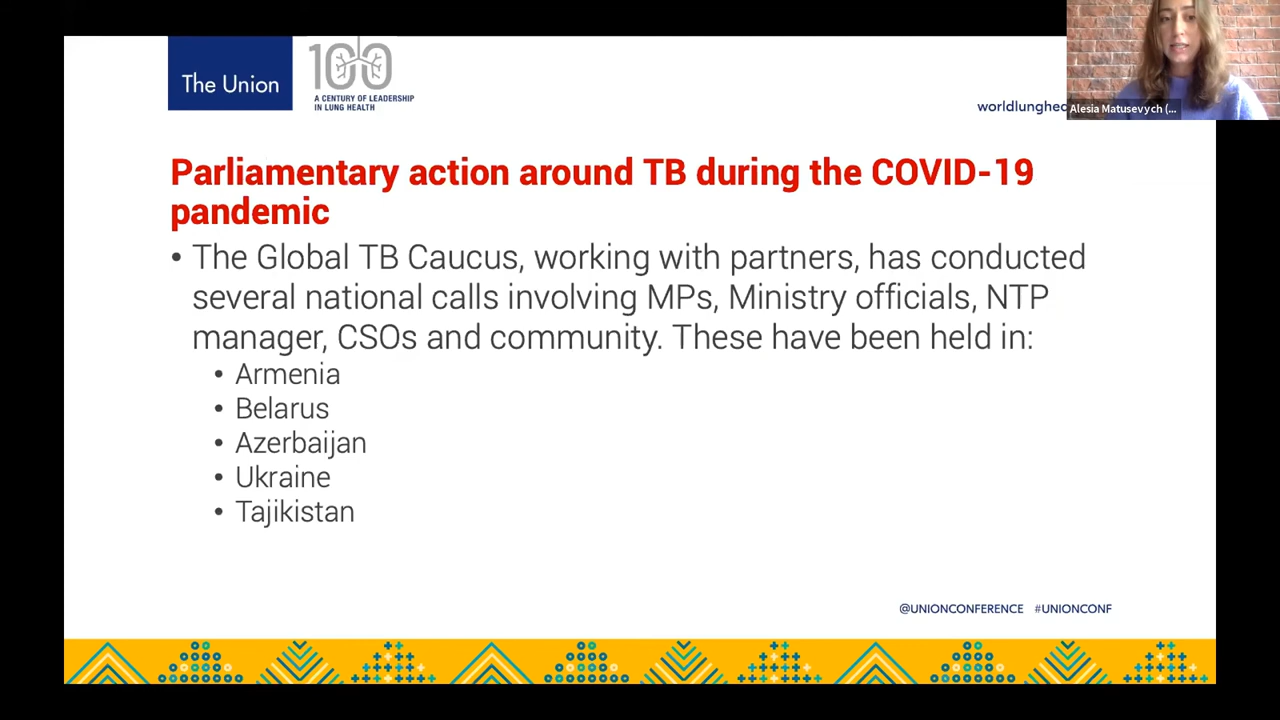 The Union
100
A CENTURY OF LEADERSHIP
IN LUNG HEALTH
Alesia Matusevych (...
Parliamentary action around TB during the COVID-19
pandemic
• The Global TB Caucus, working with partners, has conducted
several national calls involving MPs, Ministry officials, NTP
manager, CSOs and community. These have been held in:
• Armenia
• Belarus
• Azerbaijan
• Ukraine
• Tajikistan
@UNIONCONFERENCE #UNIONCONF